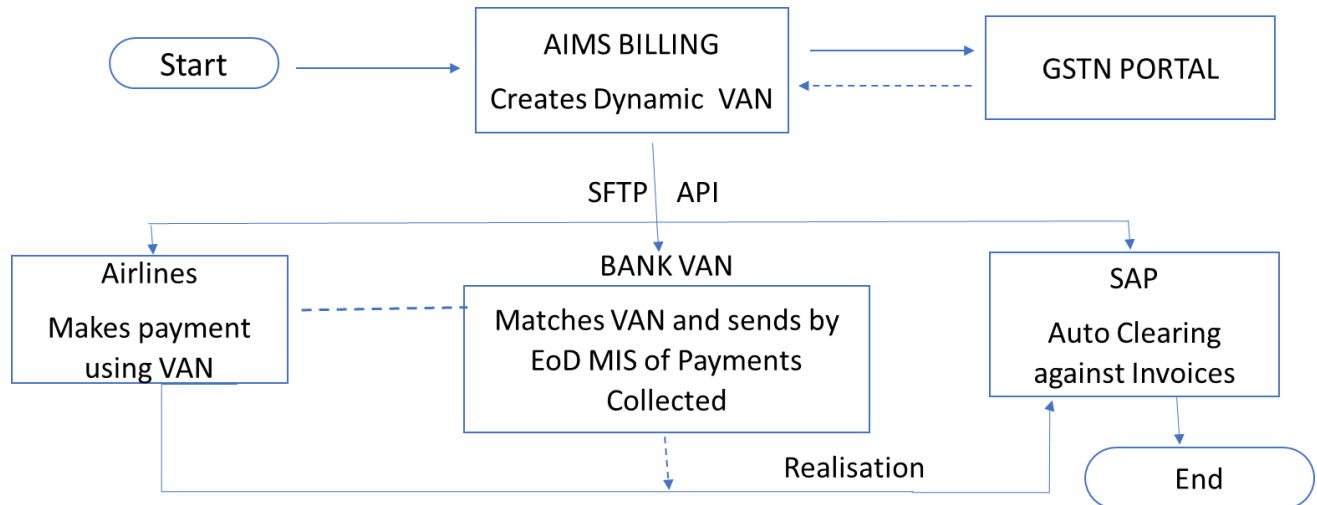 Start
AIMS BILLING
Creates Dynamic VAN
GSTN PORTAL
SFTP API
Airlines
Makes payment
using VAN
BANK VAN
Matches VAN and sends by
EoD MIS of Payments
Collected
SAP
Auto Clearing
against Invoices
Realisation
End